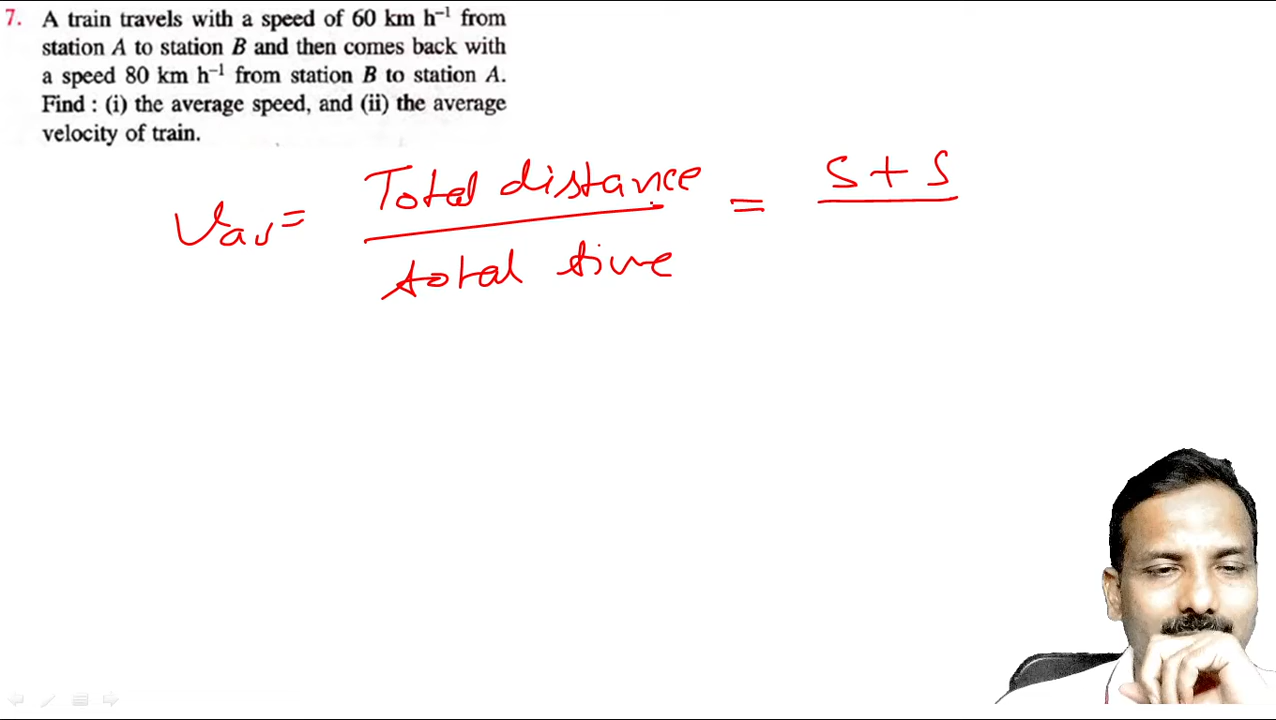 7. A train travels with a speed of 60 km h⁻¹ from
station A to station B and then comes back with
a speed 80 km h⁻¹ from station B to station A.
Find : (i) the average speed, and (ii) the average
velocity of train.
Vav = Total distance / total time = S + S